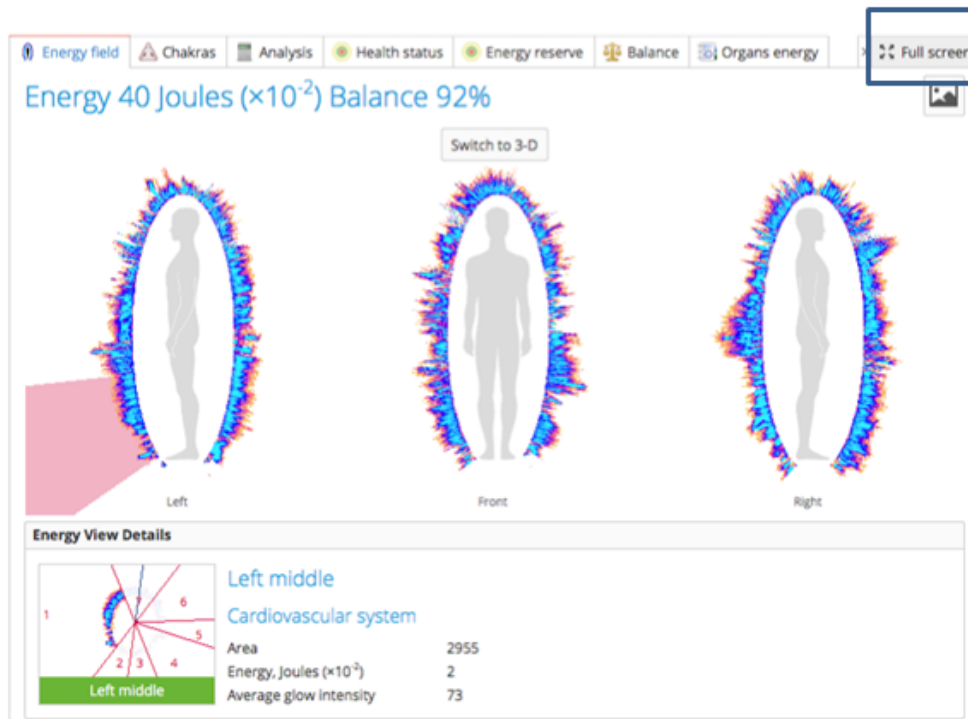 Energy field Chakras Analysis Health status Energy reserve Balance Organs energy Full screen
Energy 40 Joules (×10⁻²) Balance 92%
Switch to 3-D
Left Front Right
Energy View Details
Left middle
Cardiovascular system
1 7 6
5
2 3 4
Area 2955
Energy, Joules (×10⁻²) 2
Average glow intensity 73
Left middle